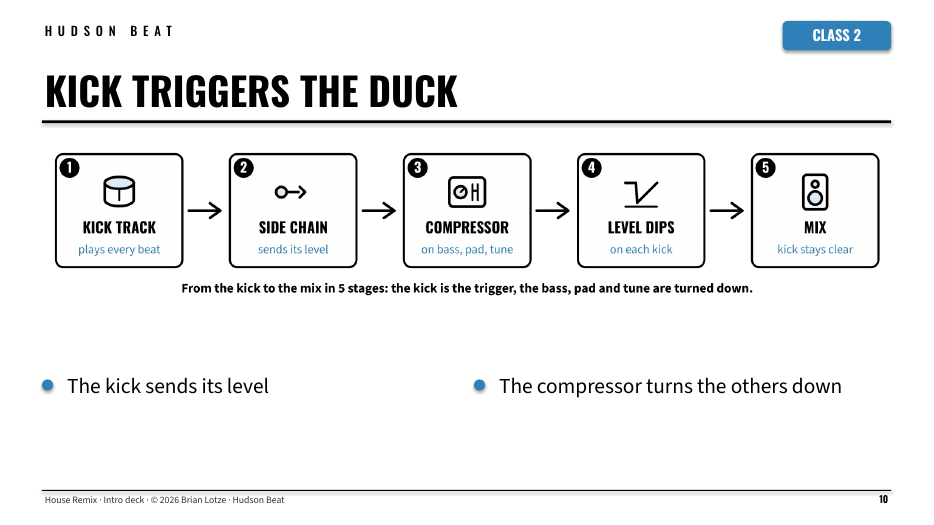 HUDSON BEAT
CLASS 2
KICK TRIGGERS THE DUCK
1
KICK TRACK
plays every beat
2
SIDE CHAIN
sends its level
3
COMPRESSOR
on bass, pad, tune
4
LEVEL DIPS
on each kick
5
MIX
kick stays clear
From the kick to the mix in 5 stages: the kick is the trigger, the bass, pad and tune are turned down.
The kick sends its level
The compressor turns the others down
House Remix · Intro deck · © 2026 Brian Lotze · Hudson Beat
10